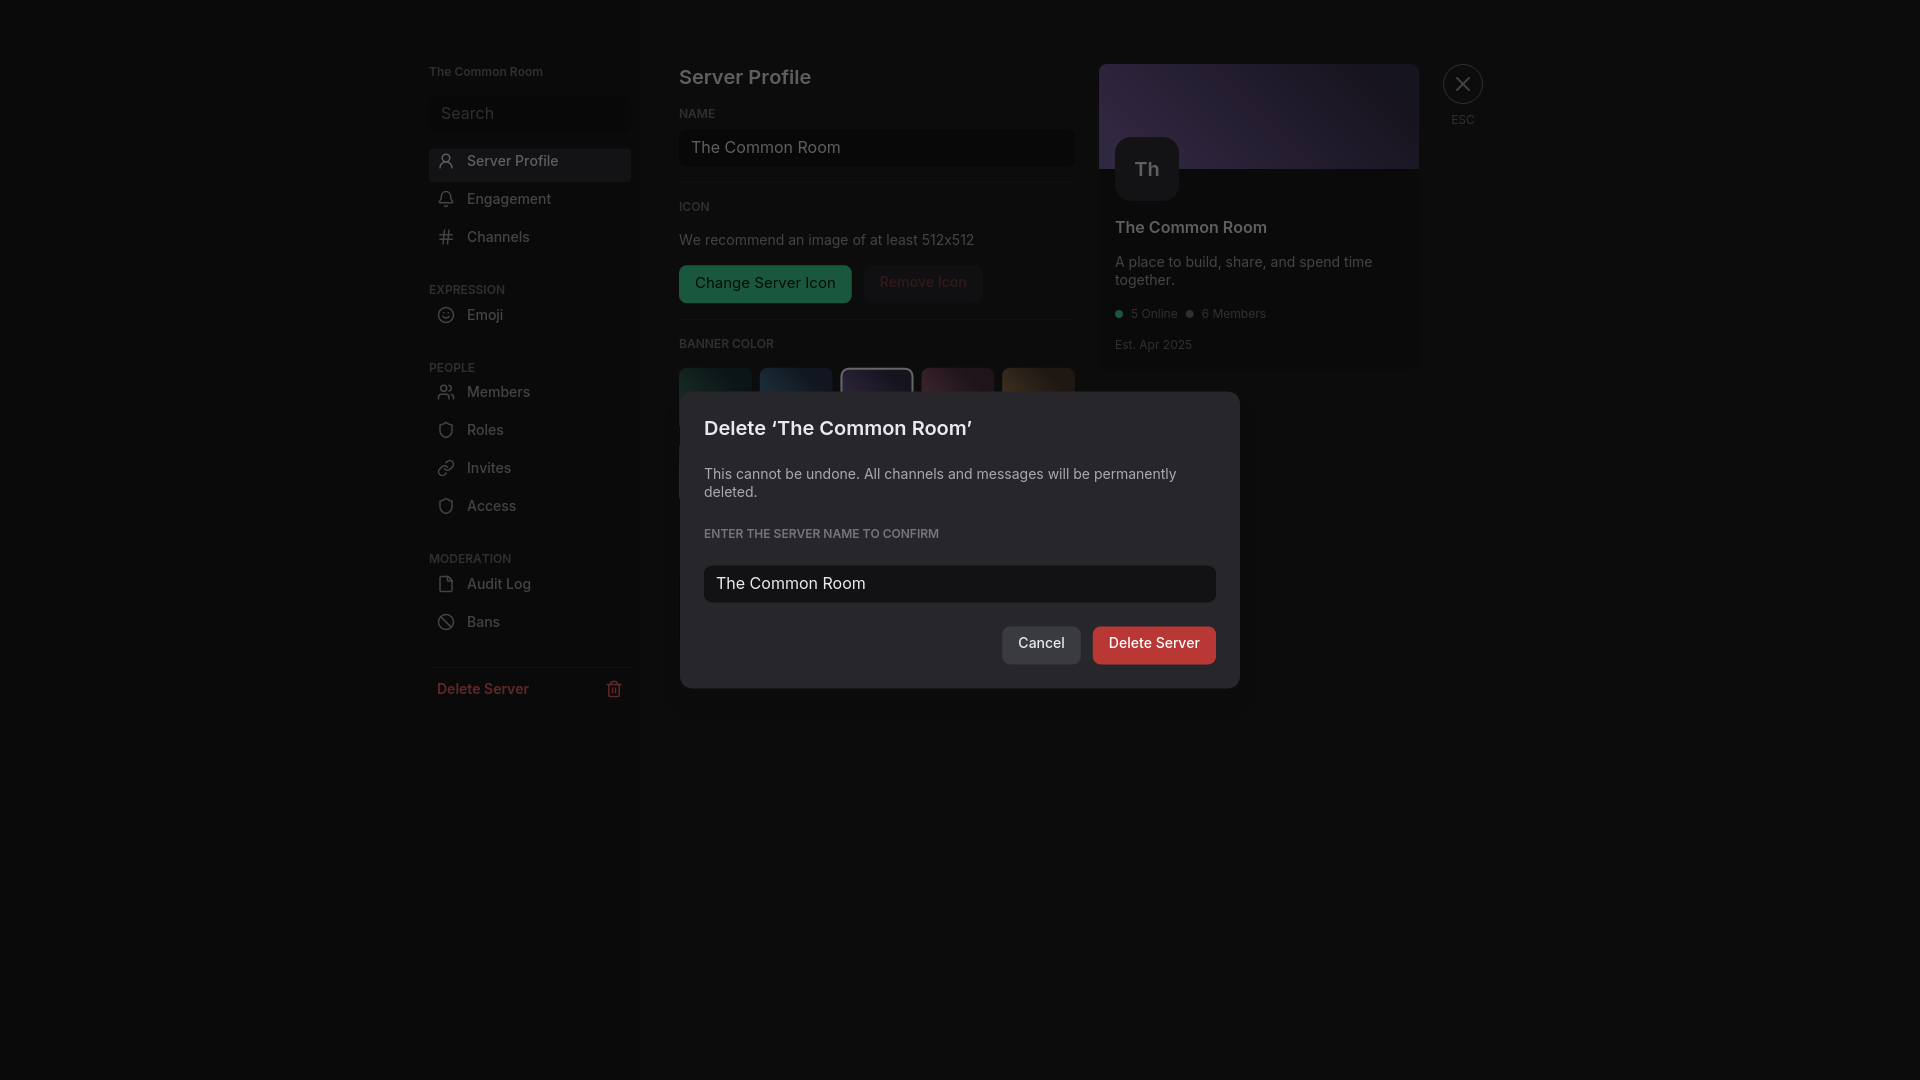 The Common Room
Search
Server Profile
Engagement
Channels
EXPRESSION
Emoji
PEOPLE
Members
Roles
Invites
Access
MODERATION
Audit Log
Bans
Delete Server
Server Profile
NAME
The Common Room
ICON
We recommend an image of at least 512x512
Change Server Icon
Remove Icon
BANNER COLOR
Th
The Common Room
A place to build, share, and spend time
together.
5 Online 6 Members
Est. Apr 2025
ESC
Delete ‘The Common Room’
This cannot be undone. All channels and messages will be permanently
deleted.
ENTER THE SERVER NAME TO CONFIRM
The Common Room
Cancel
Delete Server